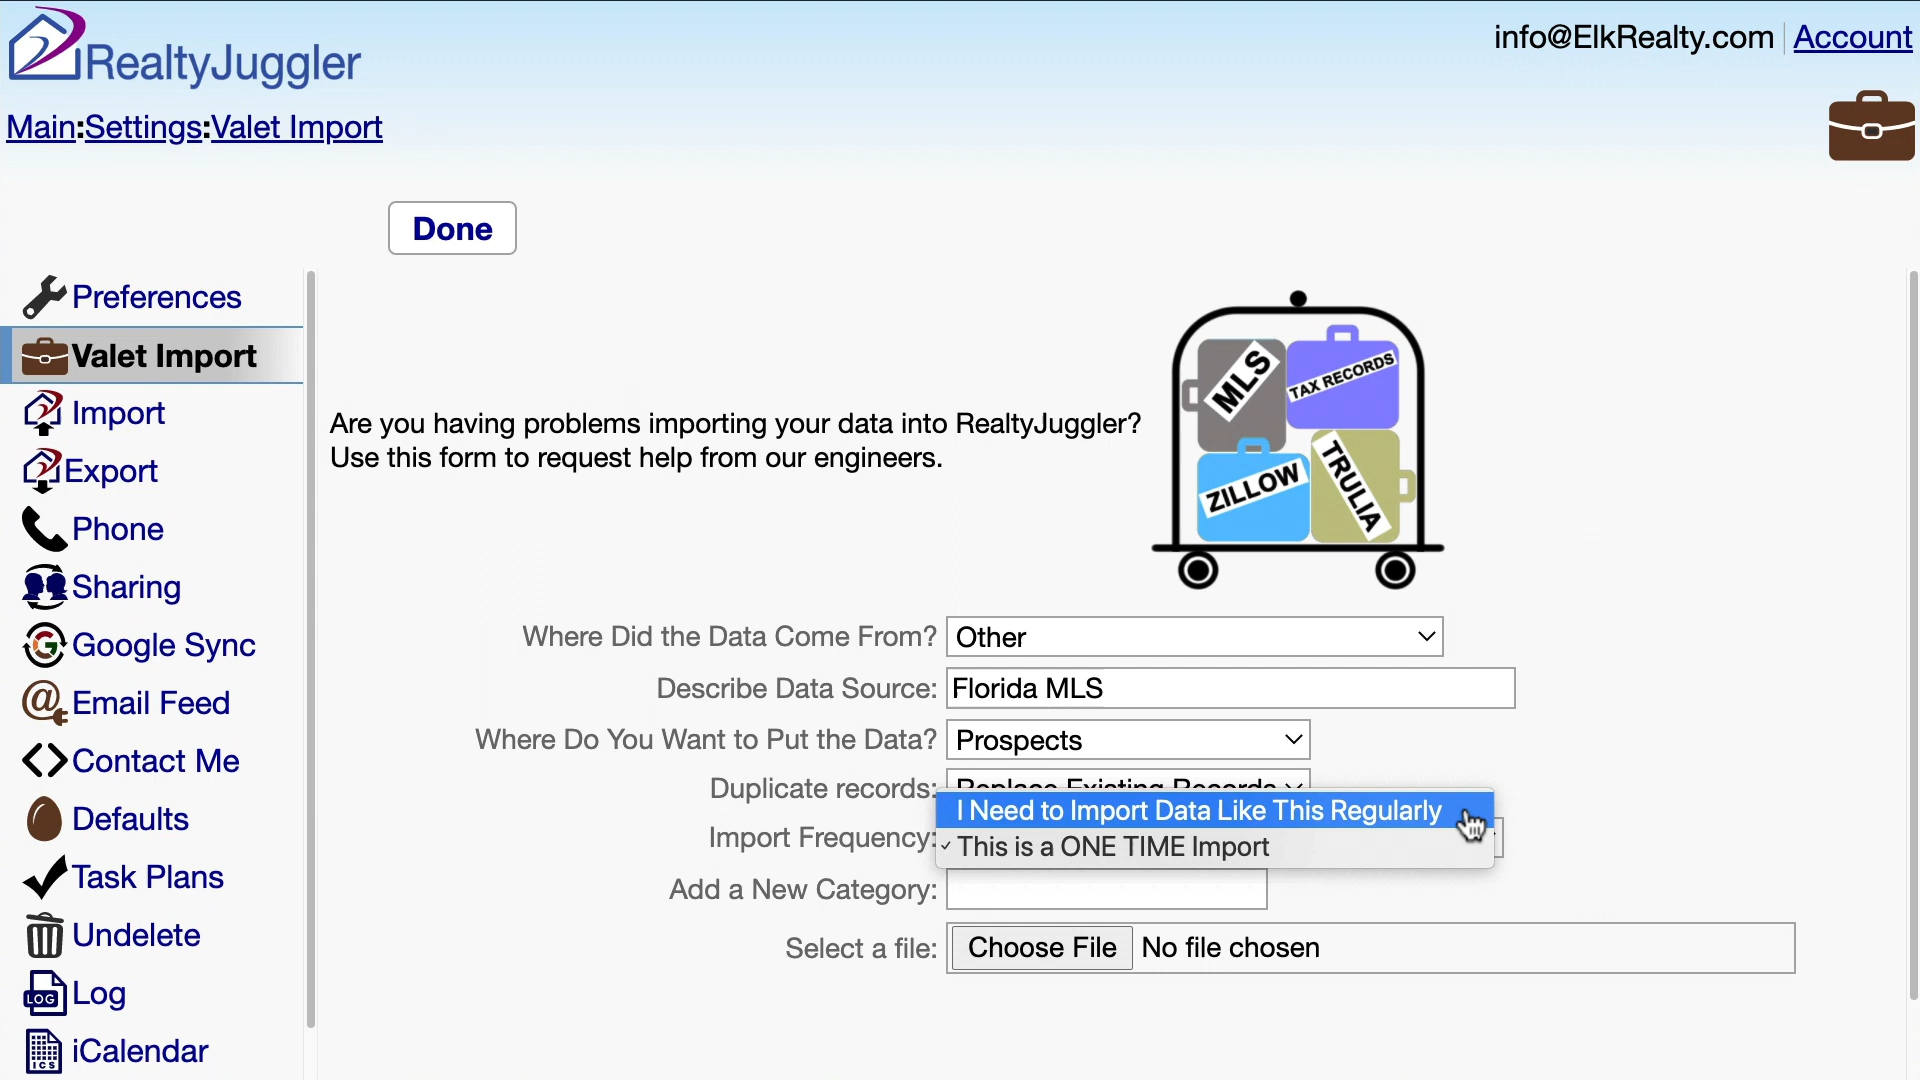 RealtyJuggler
info@ElkRealty.com
Account
Main:Settings:Valet Import
Done
Preferences
Valet Import
Import
Export
Phone
Sharing
Google Sync
Email Feed
Contact Me
Defaults
Task Plans
Undelete
LOG
Log
ICS
iCalendar
Are you having problems importing your data into RealtyJuggler?
Use this form to request help from our engineers.
MLS
TAX RECORDS
ZILLOW
TRULIA
Where Did the Data Come From? Other
Describe Data Source: Florida MLS
Where Do You Want to Put the Data? Prospects
Duplicate records: Replace Existing Records
I Need to Import Data Like This Regularly
Import Frequency: ✓ This is a ONE TIME Import
Add a New Category:
Select a file: Choose File No file chosen